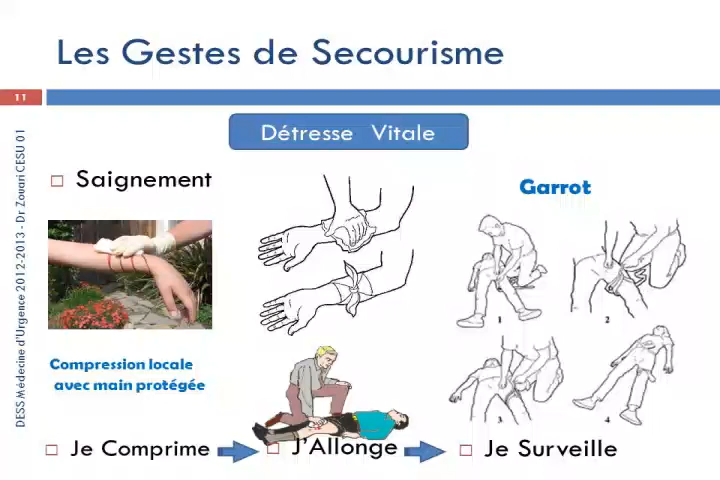 Les Gestes de Secourisme
11
Détresse Vitale
Saignement
Garrot
1
2
Compression locale
avec main protégée
3
4
Je Comprime
J'Allonge
Je Surveille
DESS Médecine d'Urgence 2012-2013 - Dr Zouari CESU 01